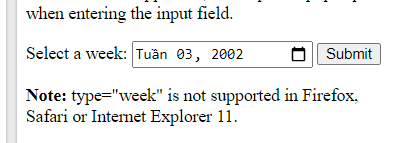 when entering the input field.
Select a week: Tuần 03, 2002 Submit
Note: type="week" is not supported in Firefox,
Safari or Internet Explorer 11.